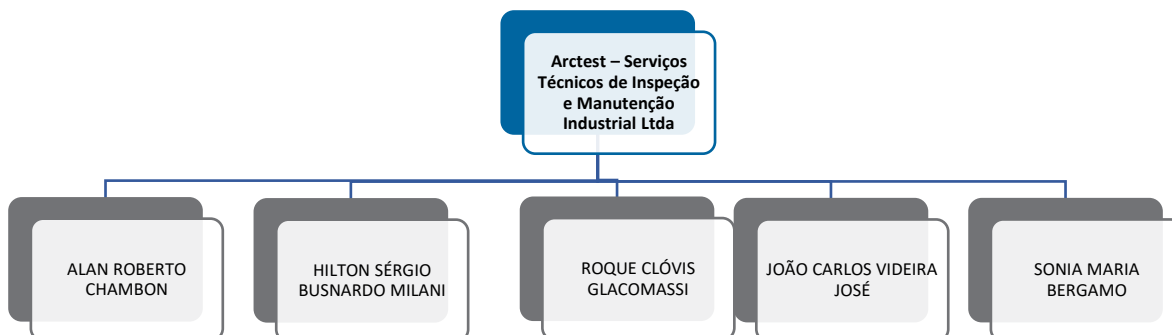 Arctest – Serviços
Técnicos de Inspeção
e Manutenção
Industrial Ltda
ALAN ROBERTO
CHAMBON
HILTON SÉRGIO
BUSNARDO MILANI
ROQUE CLÓVIS
GLACOMASSI
JOÃO CARLOS VIDEIRA
JOSÉ
SONIA MARIA
BERGAMO